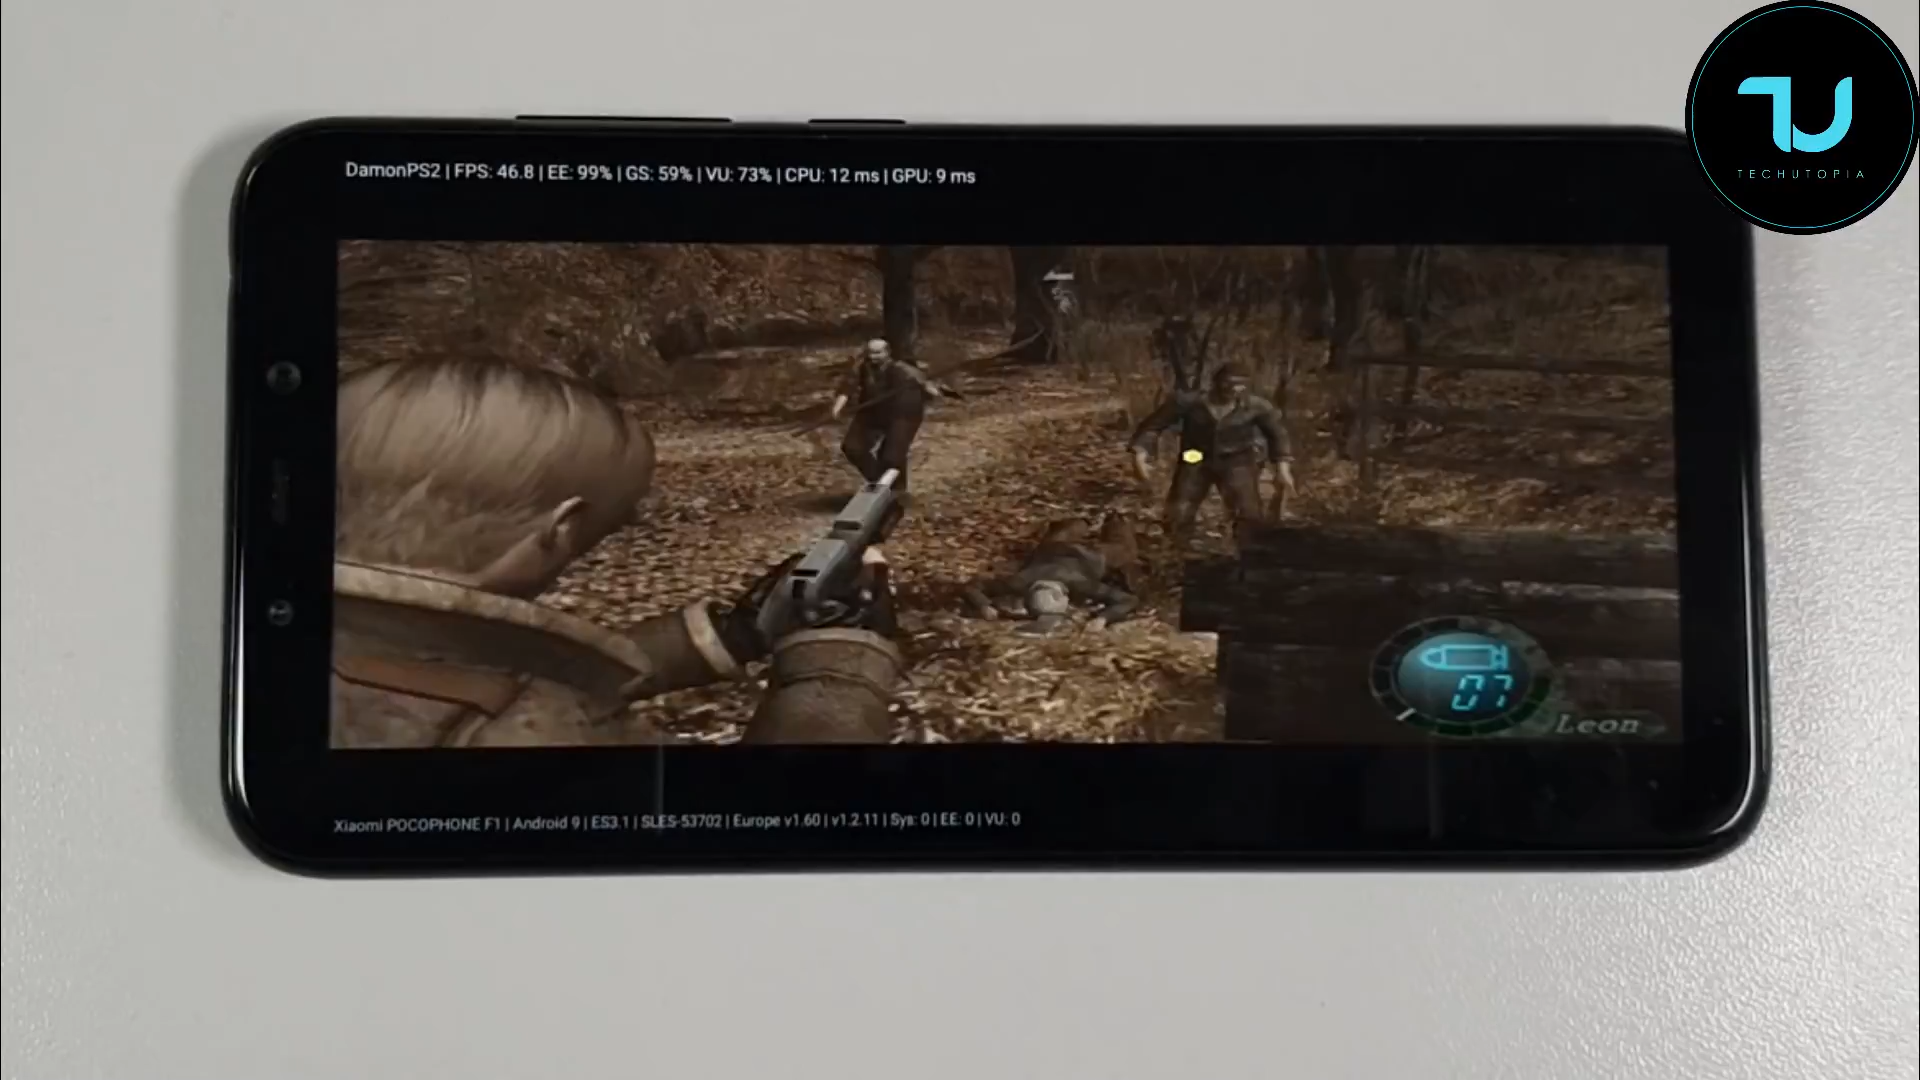 TU
TECHUTOPIA
DamonPS2 | FPS: 46.8 | EE: 99% | GS: 59% | VU: 73% | CPU: 12 ms | GPU: 9 ms
07
Leon
Xiaomi POCOPHONE F1 | Android 9 | ES3.1 | SLES-53702 | Europe v1.60 | v1.2.11 | Sys: 0 | EE: 0 | VU: 0